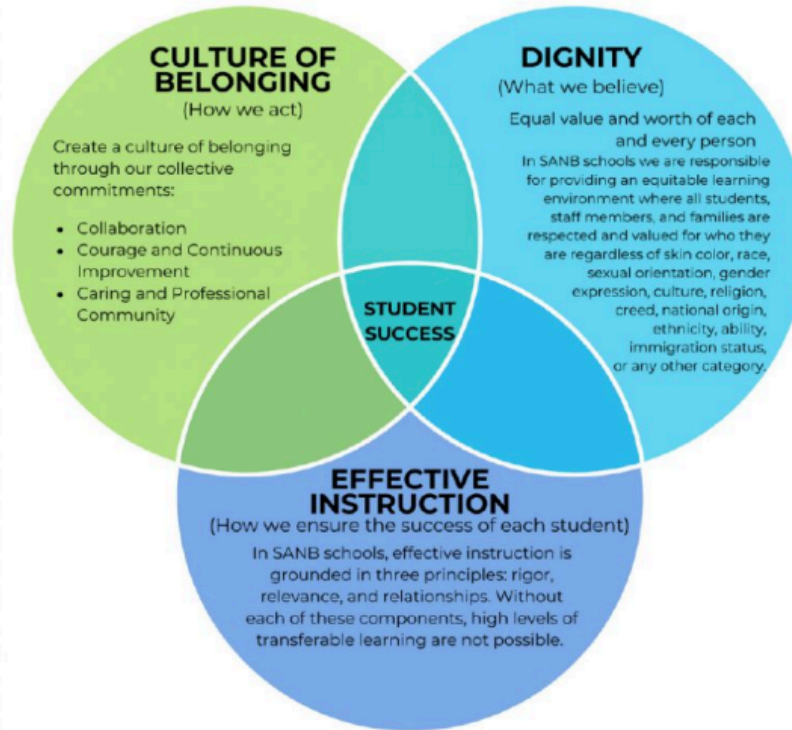 CULTURE OF
BELONGING
(How we act)
Create a culture of belonging
through our collective
commitments:
• Collaboration
• Courage and Continuous
Improvement
• Caring and Professional
Community
DIGNITY
(What we believe)
Equal value and worth of each
and every person
In SANB schools we are responsible
for providing an equitable learning
environment where all students,
staff members, and families are
respected and valued for who they
are regardless of skin color, race,
sexual orientation, gender
expression, culture, religion,
creed, national origin,
ethnicity, ability,
immigration status,
or any other category.
STUDENT
SUCCESS
EFFECTIVE
INSTRUCTION
(How we ensure the success of each student)
In SANB schools, effective instruction is
grounded in three principles: rigor,
relevance, and relationships. Without
each of these components, high levels of
transferable learning are not possible.